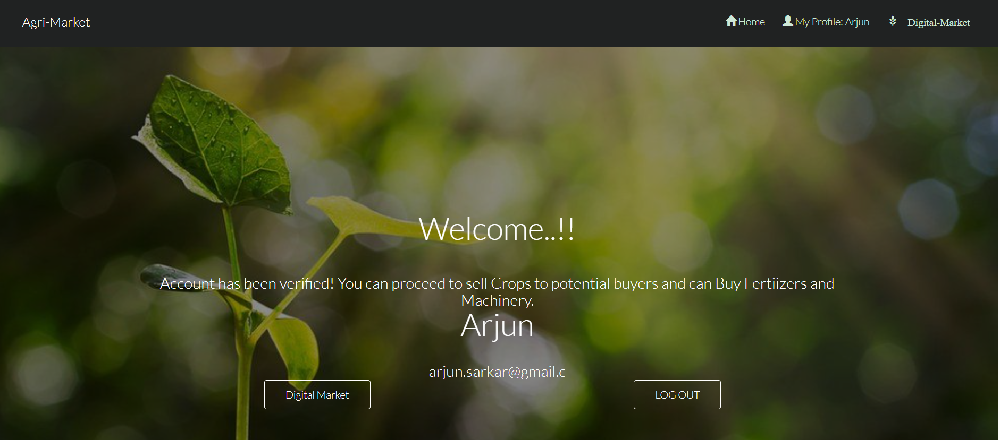 Agri-Market
Home
My Profile: Arjun
Digital-Market
Welcome..!!
Account has been verified! You can proceed to sell Crops to potential buyers and can Buy Fertiizers and
Machinery.
Arjun
arjun.sarkar@gmail.c
Digital Market
LOG OUT